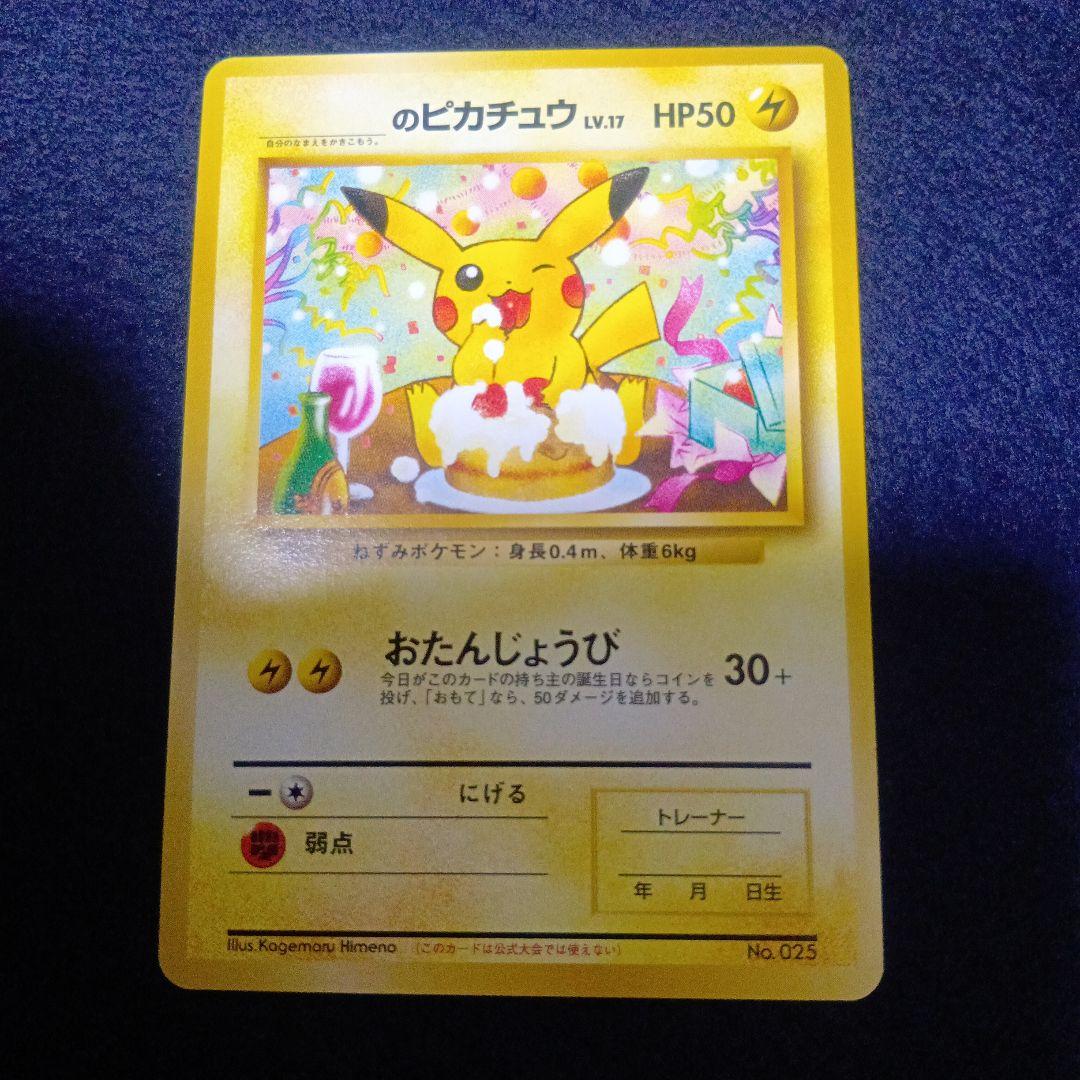 のピカチュウ LV.17 HP50
自分のなまえをかきこもう。
ねずみポケモン：身長0.4m、体重6kg
おたんじょうび 30+
今日がこのカードの持ち主の誕生日ならコインを
投げ、「おもて」なら、50ダメージを追加する。
にげる
弱点
トレーナー
年 月 日生
Illus. Kagemaru Himeno (このカードは公式大会では使えない) No. 025